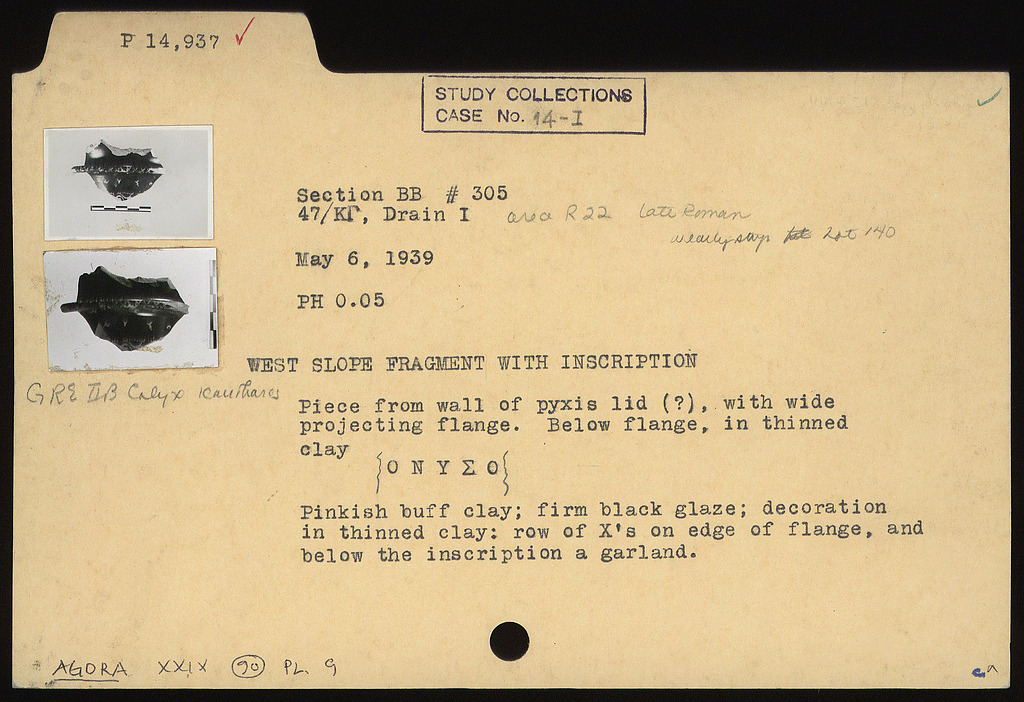 P 14,937 ✓
STUDY COLLECTIONS
CASE No. 14-I
Section BB # 305
47/ΚΓ, Drain I area R 22 Late Roman
Lot 140
May 6, 1939
PH 0.05
WEST SLOPE FRAGMENT WITH INSCRIPTION
GRE IIB Calyx Kantharos
Piece from wall of pyxis lid (?), with wide
projecting flange. Below flange, in thinned
clay
{Ο Ν Υ Σ Ο{
Pinkish buff clay; firm black glaze; decoration
in thinned clay: row of X's on edge of flange, and
below the inscription a garland.
AGORA XXIX 90 PL. 9